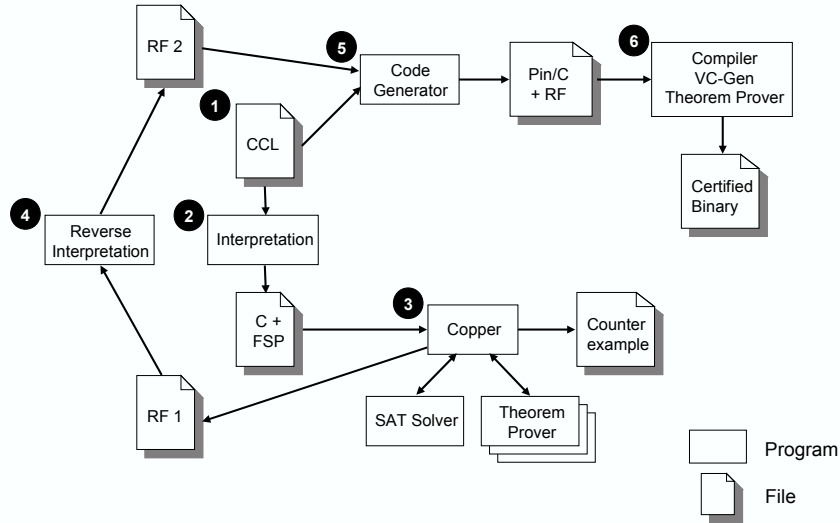 RF 2
5
Code
Generator
Pin/C
+ RF
6
Compiler
VC-Gen
Theorem Prover
1
CCL
Certified
Binary
4
Reverse
Interpretation
2
Interpretation
C +
FSP
3
Copper
Counter
example
RF 1
SAT Solver
Theorem
Prover
Program
File